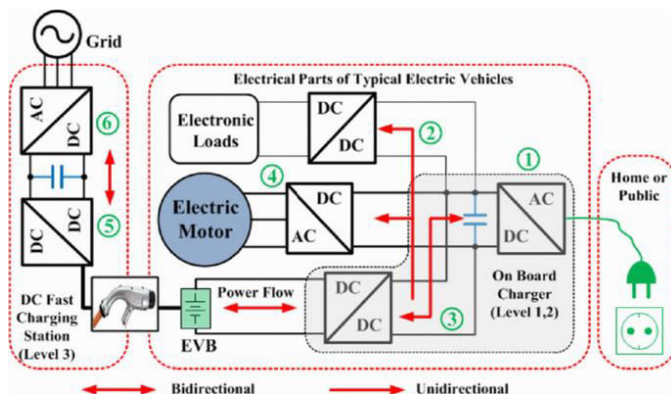 Grid
AC
DC
6
DC
DC
5
DC Fast
Charging
Station
(Level 3)
Electrical Parts of Typical Electric Vehicles
Electronic
Loads
DC
DC
2
1
4
Electric
Motor
DC
AC
AC
DC
On Board
Charger
(Level 1,2)
Power Flow
DC
DC
3
EVB
Home or
Public
Bidirectional
Unidirectional